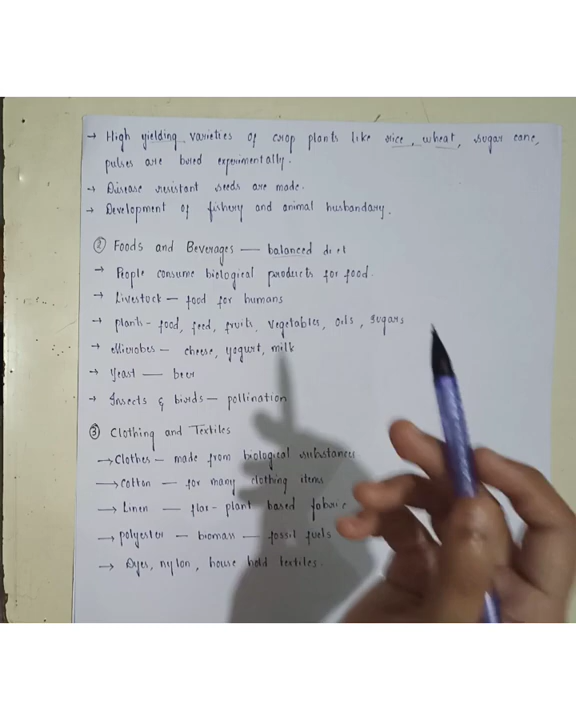 → High yielding varieties of crop plants like rice, wheat, sugar cane,
pulses are bored experimentally.
→ Disease resistant seeds are made.
→ Development of fishery and animal husbandary.
② Foods and Beverages — balanced diet
→ People consume biological products for food.
→ Livestock — food for humans
→ plants - food, feed, fruits, vegetables, oils, sugars
→ Microbes — cheese, yogurt, milk
→ Yeast — beer
→ Insects & birds — pollination
③ Clothing and Textiles
→ Clothes — made from biological substances
→ Cotton — for many clothing items
→ Linen — flax - plant based fabric
→ polyester — biomass — fossil fuels
→ Dyes, nylon, house hold textiles.